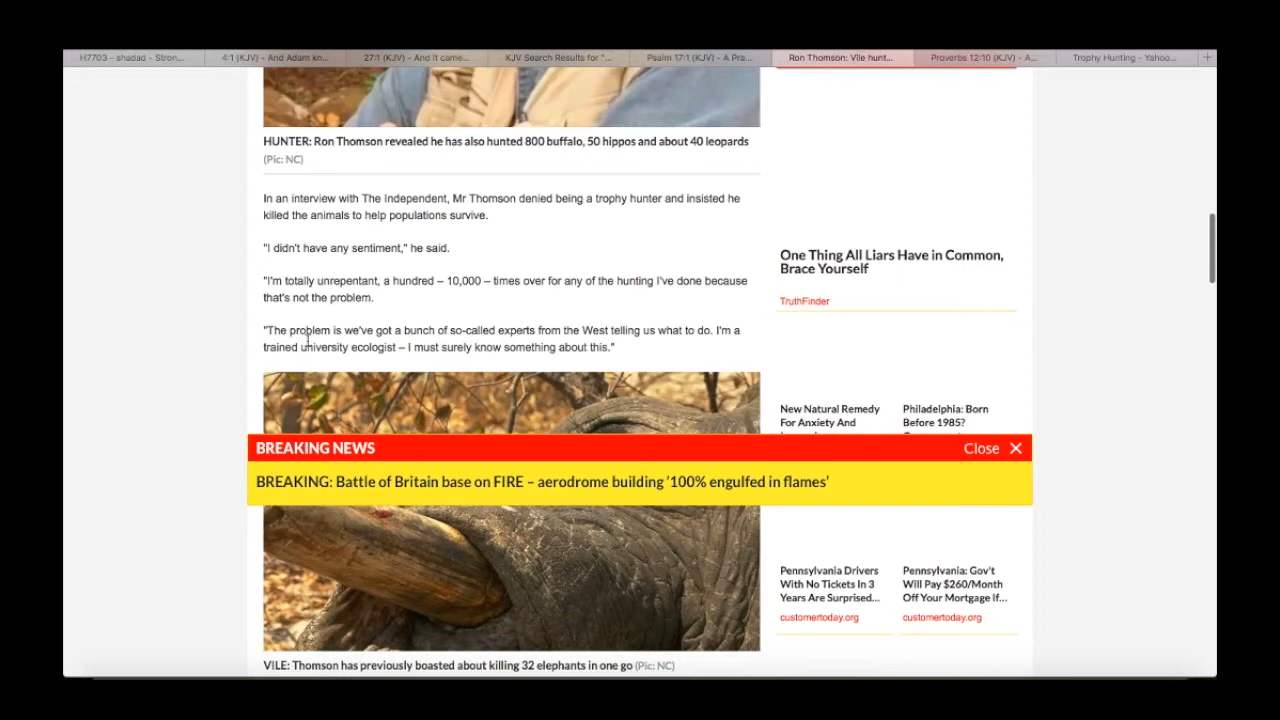 H7703 - shadad - Stron...
4:1 (KJV) - And Adam kn...
27:1 (KJV) - And it came...
KJV Search Results for "...
Psalm 17:1 (KJV) - A Pra...
Ron Thomson: Vile hunt...
Proverbs 12:10 (KJV) - A...
Trophy Hunting - Yahoo...
HUNTER: Ron Thomson revealed he has also hunted 800 buffalo, 50 hippos and about 40 leopards
(Pic: NC)
In an interview with The Independent, Mr Thomson denied being a trophy hunter and insisted he
killed the animals to help populations survive.
"I didn't have any sentiment," he said.
"I'm totally unrepentant, a hundred – 10,000 – times over for any of the hunting I've done because
that's not the problem.
"The problem is we've got a bunch of so-called experts from the West telling us what to do. I'm a
trained university ecologist – I must surely know something about this."
One Thing All Liars Have in Common,
Brace Yourself
TruthFinder
New Natural Remedy
For Anxiety And
Philadelphia: Born
Before 1985?
BREAKING NEWS
Close ✕
BREAKING: Battle of Britain base on FIRE – aerodrome building '100% engulfed in flames'
Pennsylvania Drivers
With No Tickets In 3
Years Are Surprised...
customertoday.org
Pennsylvania: Gov't
Will Pay $260/Month
Off Your Mortgage If...
customertoday.org
VILE: Thomson has previously boasted about killing 32 elephants in one go (Pic: NC)